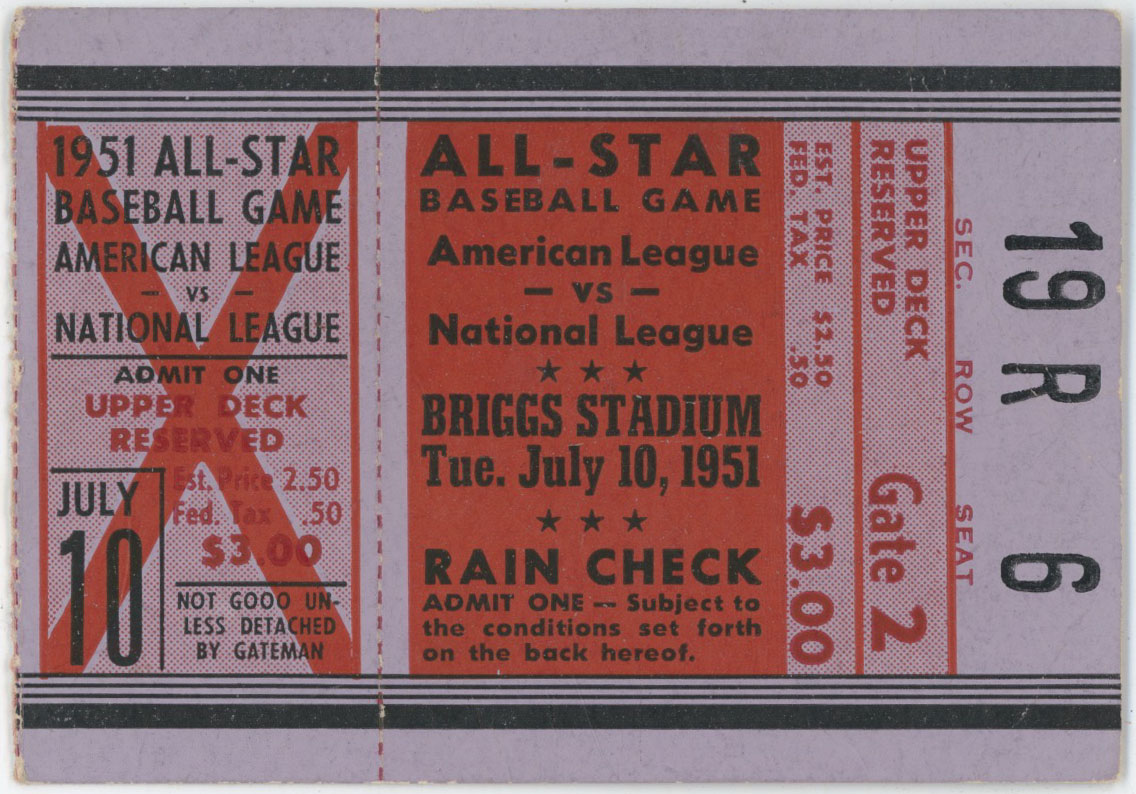 1951 ALL-STAR
BASEBALL GAME
AMERICAN LEAGUE
- VS -
NATIONAL LEAGUE
ADMIT ONE
UPPER DECK
RESERVED
JULY
10
Est. Price 2.50
Fed. Tax .50
$3.00
NOT GOOD UN-
LESS DETACHED
BY GATEMAN
ALL-STAR
BASEBALL GAME
American League
- VS -
National League
★ ★ ★
BRIGGS STADIUM
Tue. July 10, 1951
★ ★ ★
RAIN CHECK
ADMIT ONE — Subject to
the conditions set forth
on the back hereof.
EST. PRICE $2.50
FED. TAX .50
$3.00
UPPER DECK
RESERVED
Gate 2
SEC. ROW SEAT
19 R 6